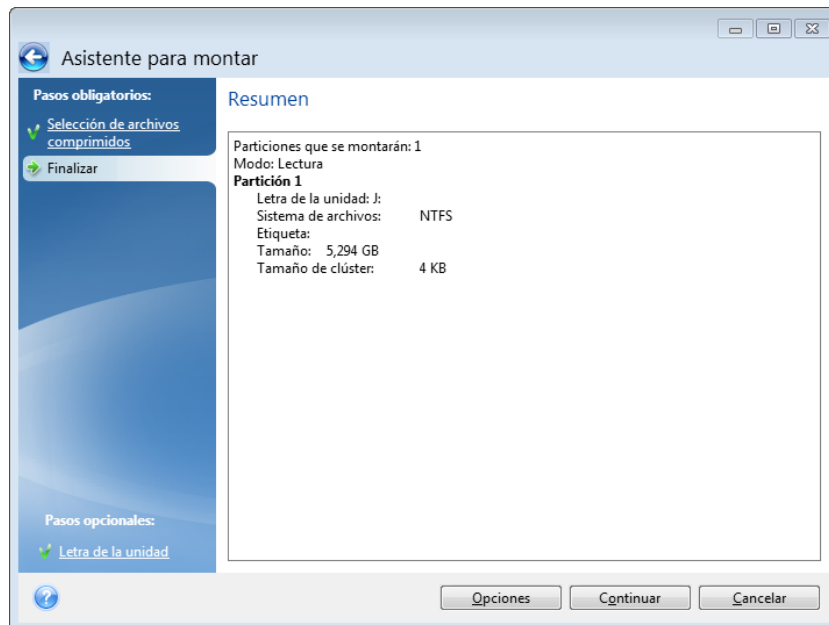 Asistente para montar
Pasos obligatorios:
Selección de archivos
comprimidos
Finalizar
Pasos opcionales:
Letra de la unidad
Resumen
Particiones que se montarán: 1
Modo: Lectura
Partición 1
Letra de la unidad: J:
Sistema de archivos: NTFS
Etiqueta:
Tamaño: 5,294 GB
Tamaño de clúster: 4 KB
?
Opciones Continuar Cancelar